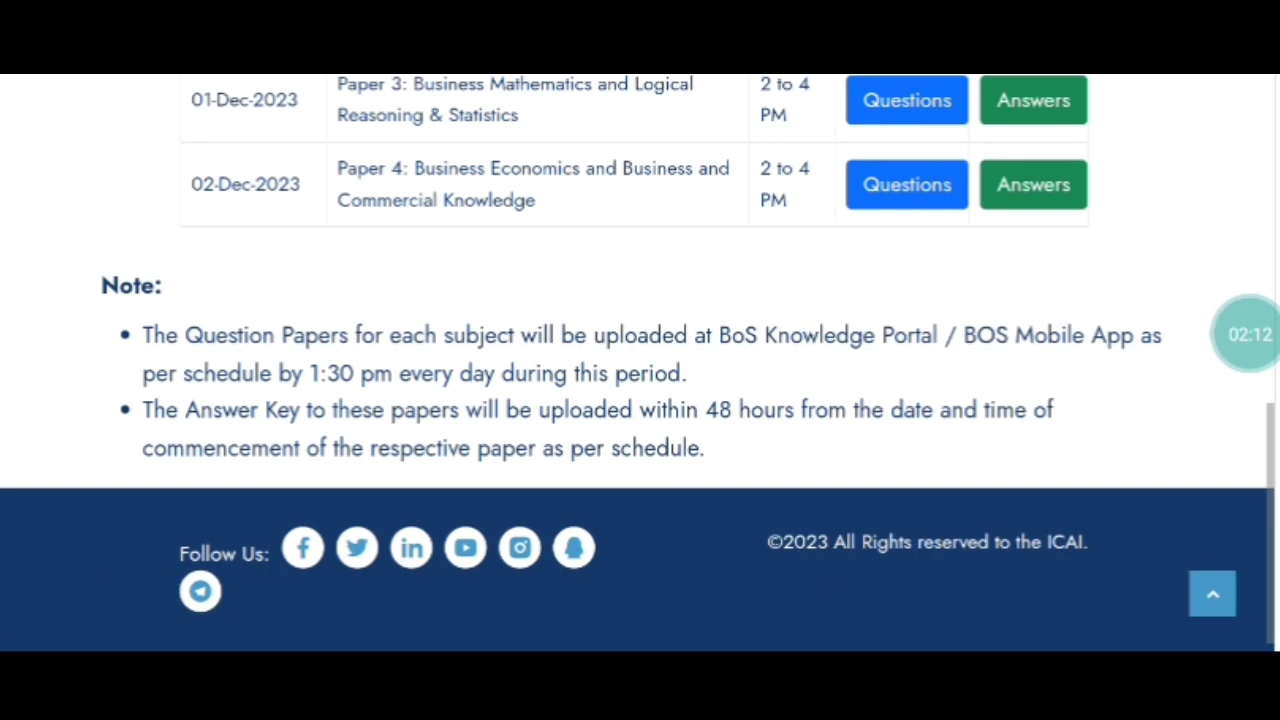 Paper 3: Business Mathematics and Logical
01-Dec-2023
Reasoning & Statistics
2 to 4
PM
Questions
Answers
Paper 4: Business Economics and Business and
02-Dec-2023
Commercial Knowledge
2 to 4
PM
Questions
Answers
Note:
• The Question Papers for each subject will be uploaded at BoS Knowledge Portal / BOS Mobile App as
per schedule by 1:30 pm every day during this period.
• The Answer Key to these papers will be uploaded within 48 hours from the date and time of
commencement of the respective paper as per schedule.
02:12
Follow Us:
©2023 All Rights reserved to the ICAI.